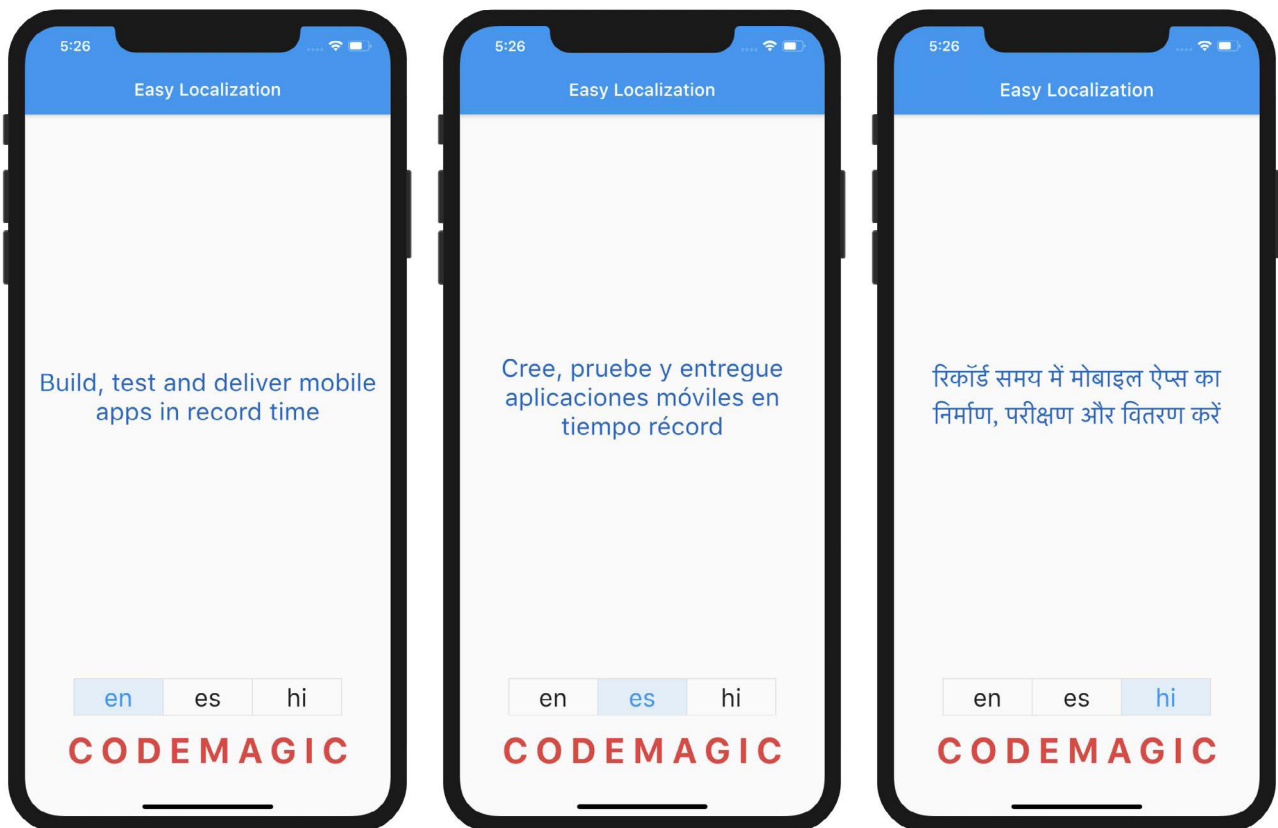 5:26
Easy Localization
Build, test and deliver mobile
apps in record time
en es hi
CODEMAGIC
5:26
Easy Localization
Cree, pruebe y entregue
aplicaciones móviles en
tiempo récord
en es hi
CODEMAGIC
5:26
Easy Localization
रिकॉर्ड समय में मोबाइल ऐप्स का
निर्माण, परीक्षण और वितरण करें
en es hi
CODEMAGIC